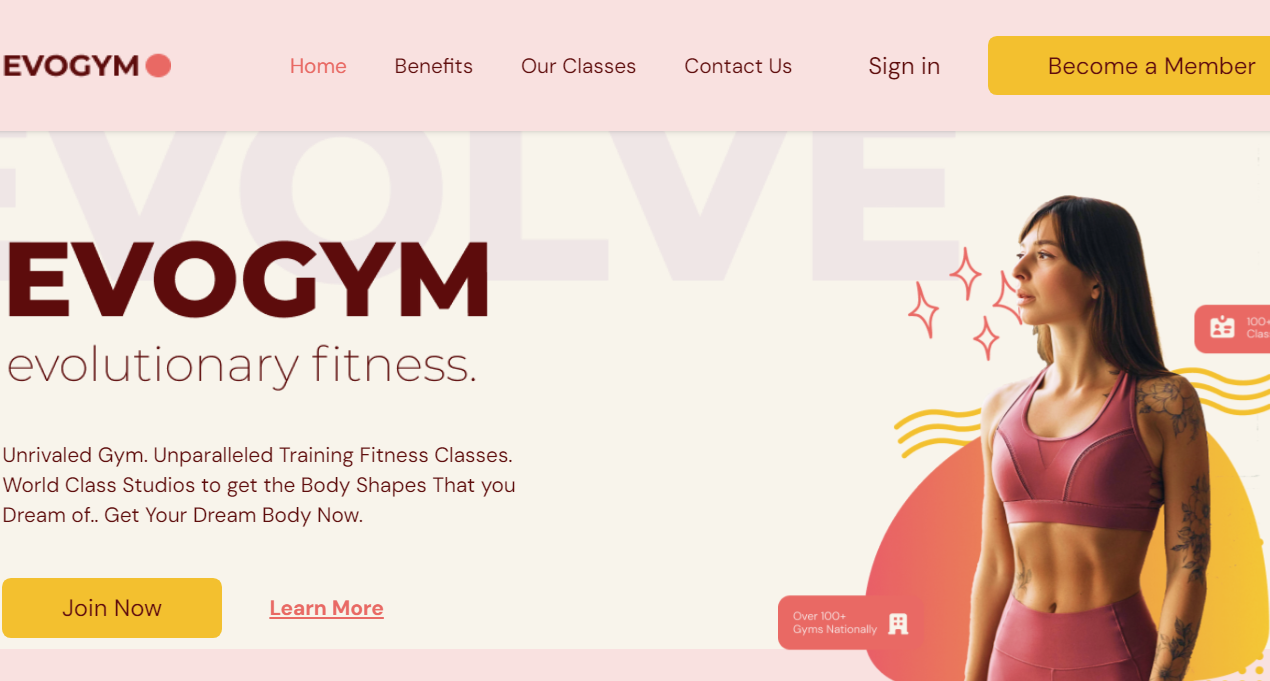 EVOGYM
Home Benefits Our Classes Contact Us Sign in Become a Member
EVOLVE
EVOGYM
evolutionary fitness.
100+
Unrivaled Gym. Unparalleled Training Fitness Classes.
World Class Studios to get the Body Shapes That you
Dream of.. Get Your Dream Body Now.
Join Now Learn More
Over 100+
Gyms Nationally